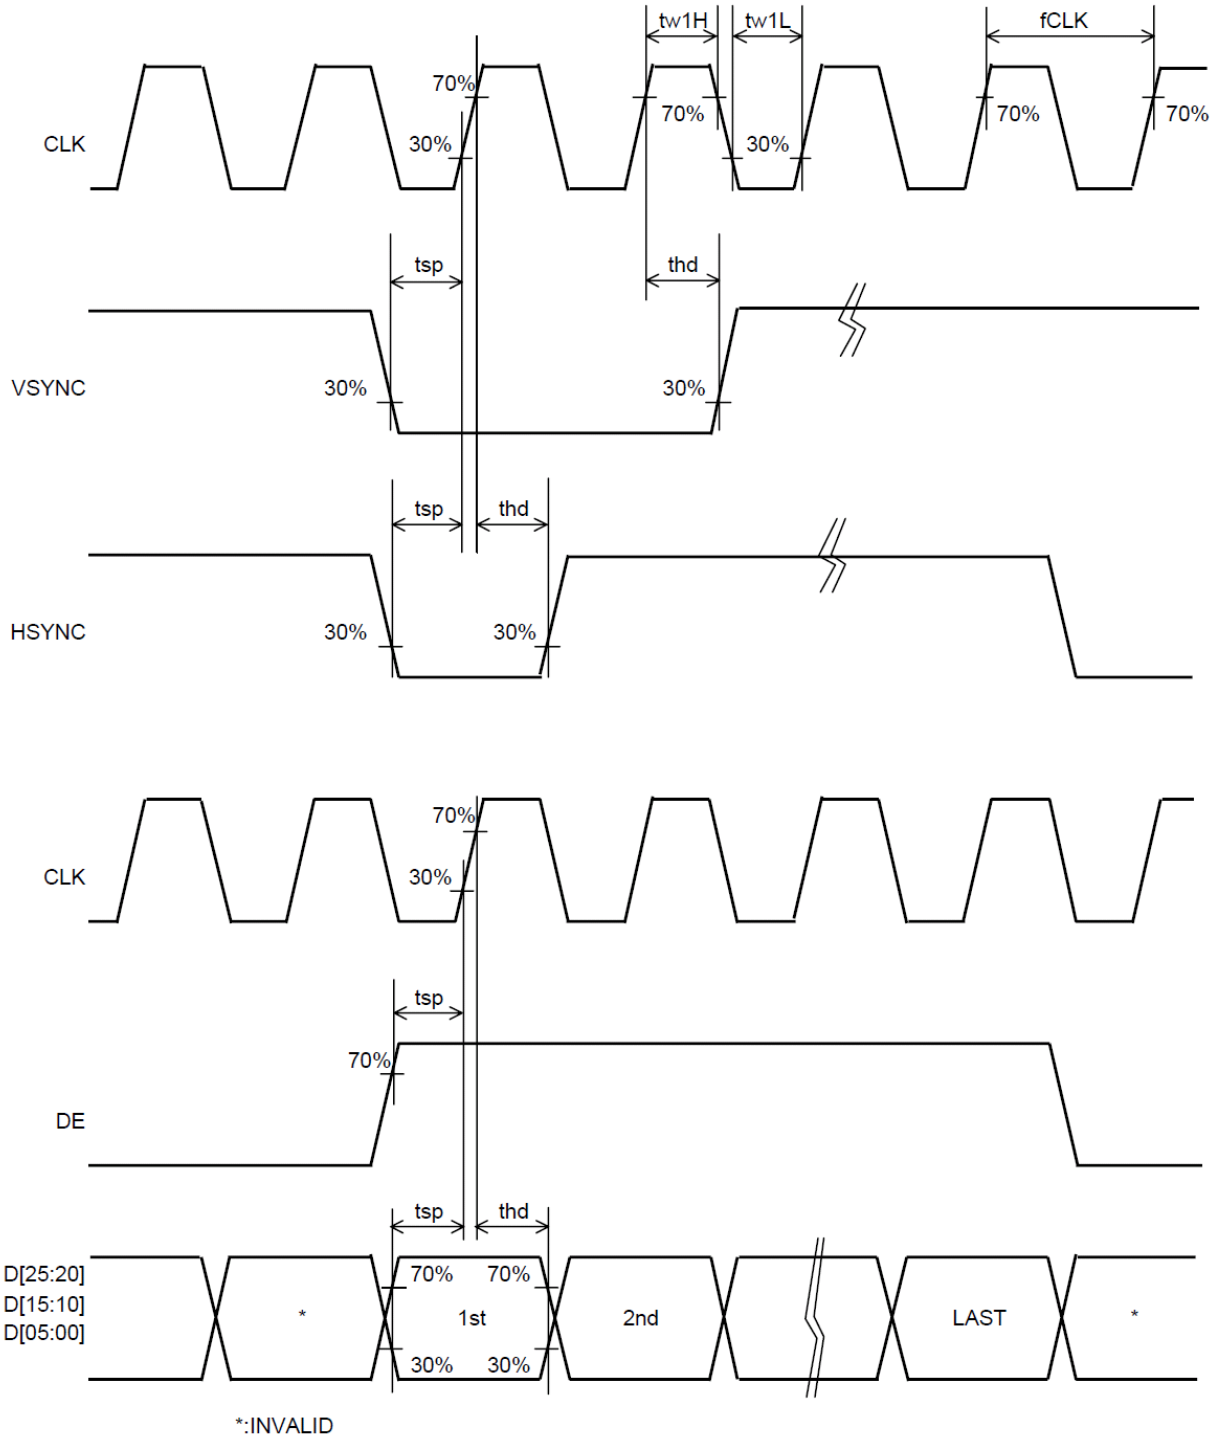 tw1H tw1L fCLK
70% 70% 70% 70%
CLK 30% 30%
tsp thd
VSYNC 30% 30%
tsp thd
HSYNC 30% 30%
70%
CLK 30%
tsp
70%
DE
tsp thd
D[25:20] 70% 70%
D[15:10] * 1st 2nd LAST *
D[05:00]
30% 30%
*:INVALID